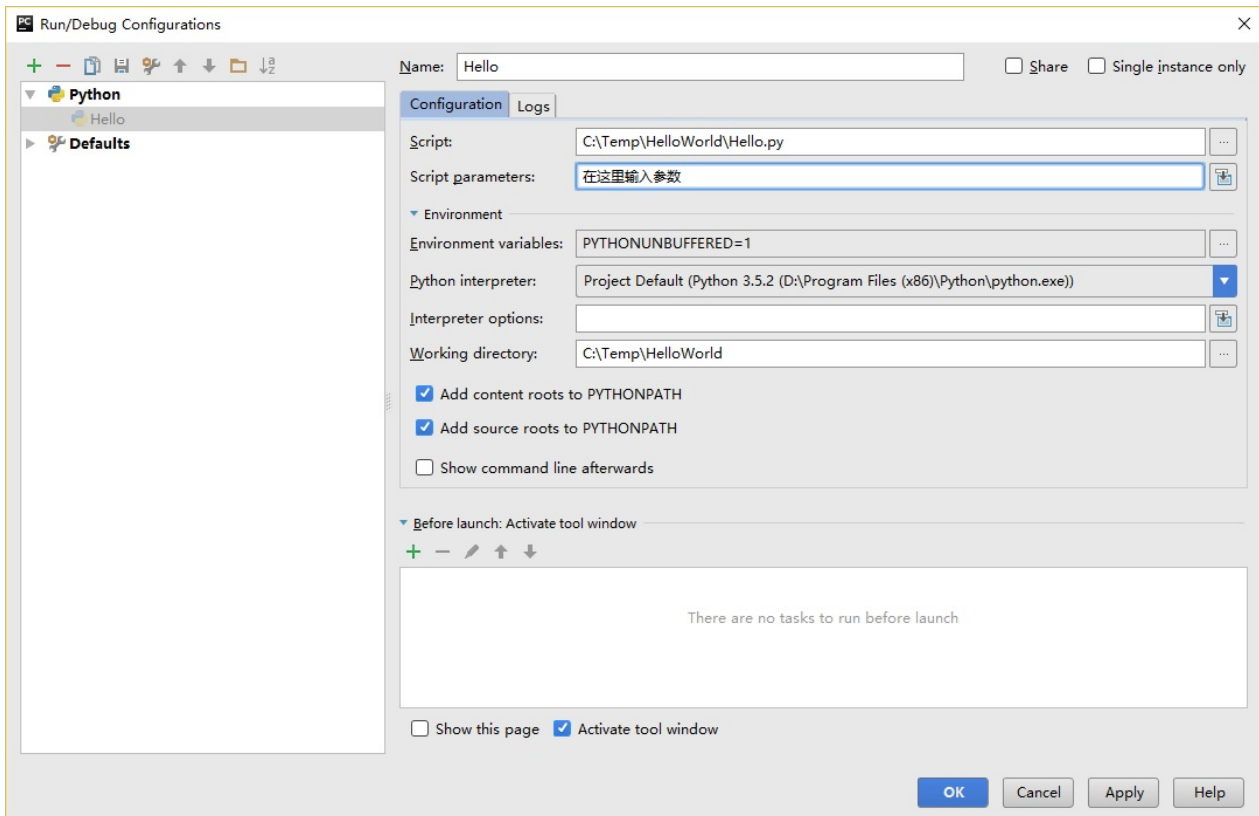 Run/Debug Configurations
Name: Hello Share Single instance only
Python
Hello
Defaults
Configuration Logs
Script: C:\Temp\HelloWorld\Hello.py ...
Script parameters: 在这里输入参数
Environment
Environment variables: PYTHONUNBUFFERED=1 ...
Python interpreter: Project Default (Python 3.5.2 (D:\Program Files (x86)\Python\python.exe))
Interpreter options:
Working directory: C:\Temp\HelloWorld ...
Add content roots to PYTHONPATH
Add source roots to PYTHONPATH
Show command line afterwards
Before launch: Activate tool window
There are no tasks to run before launch
Show this page Activate tool window
OK Cancel Apply Help